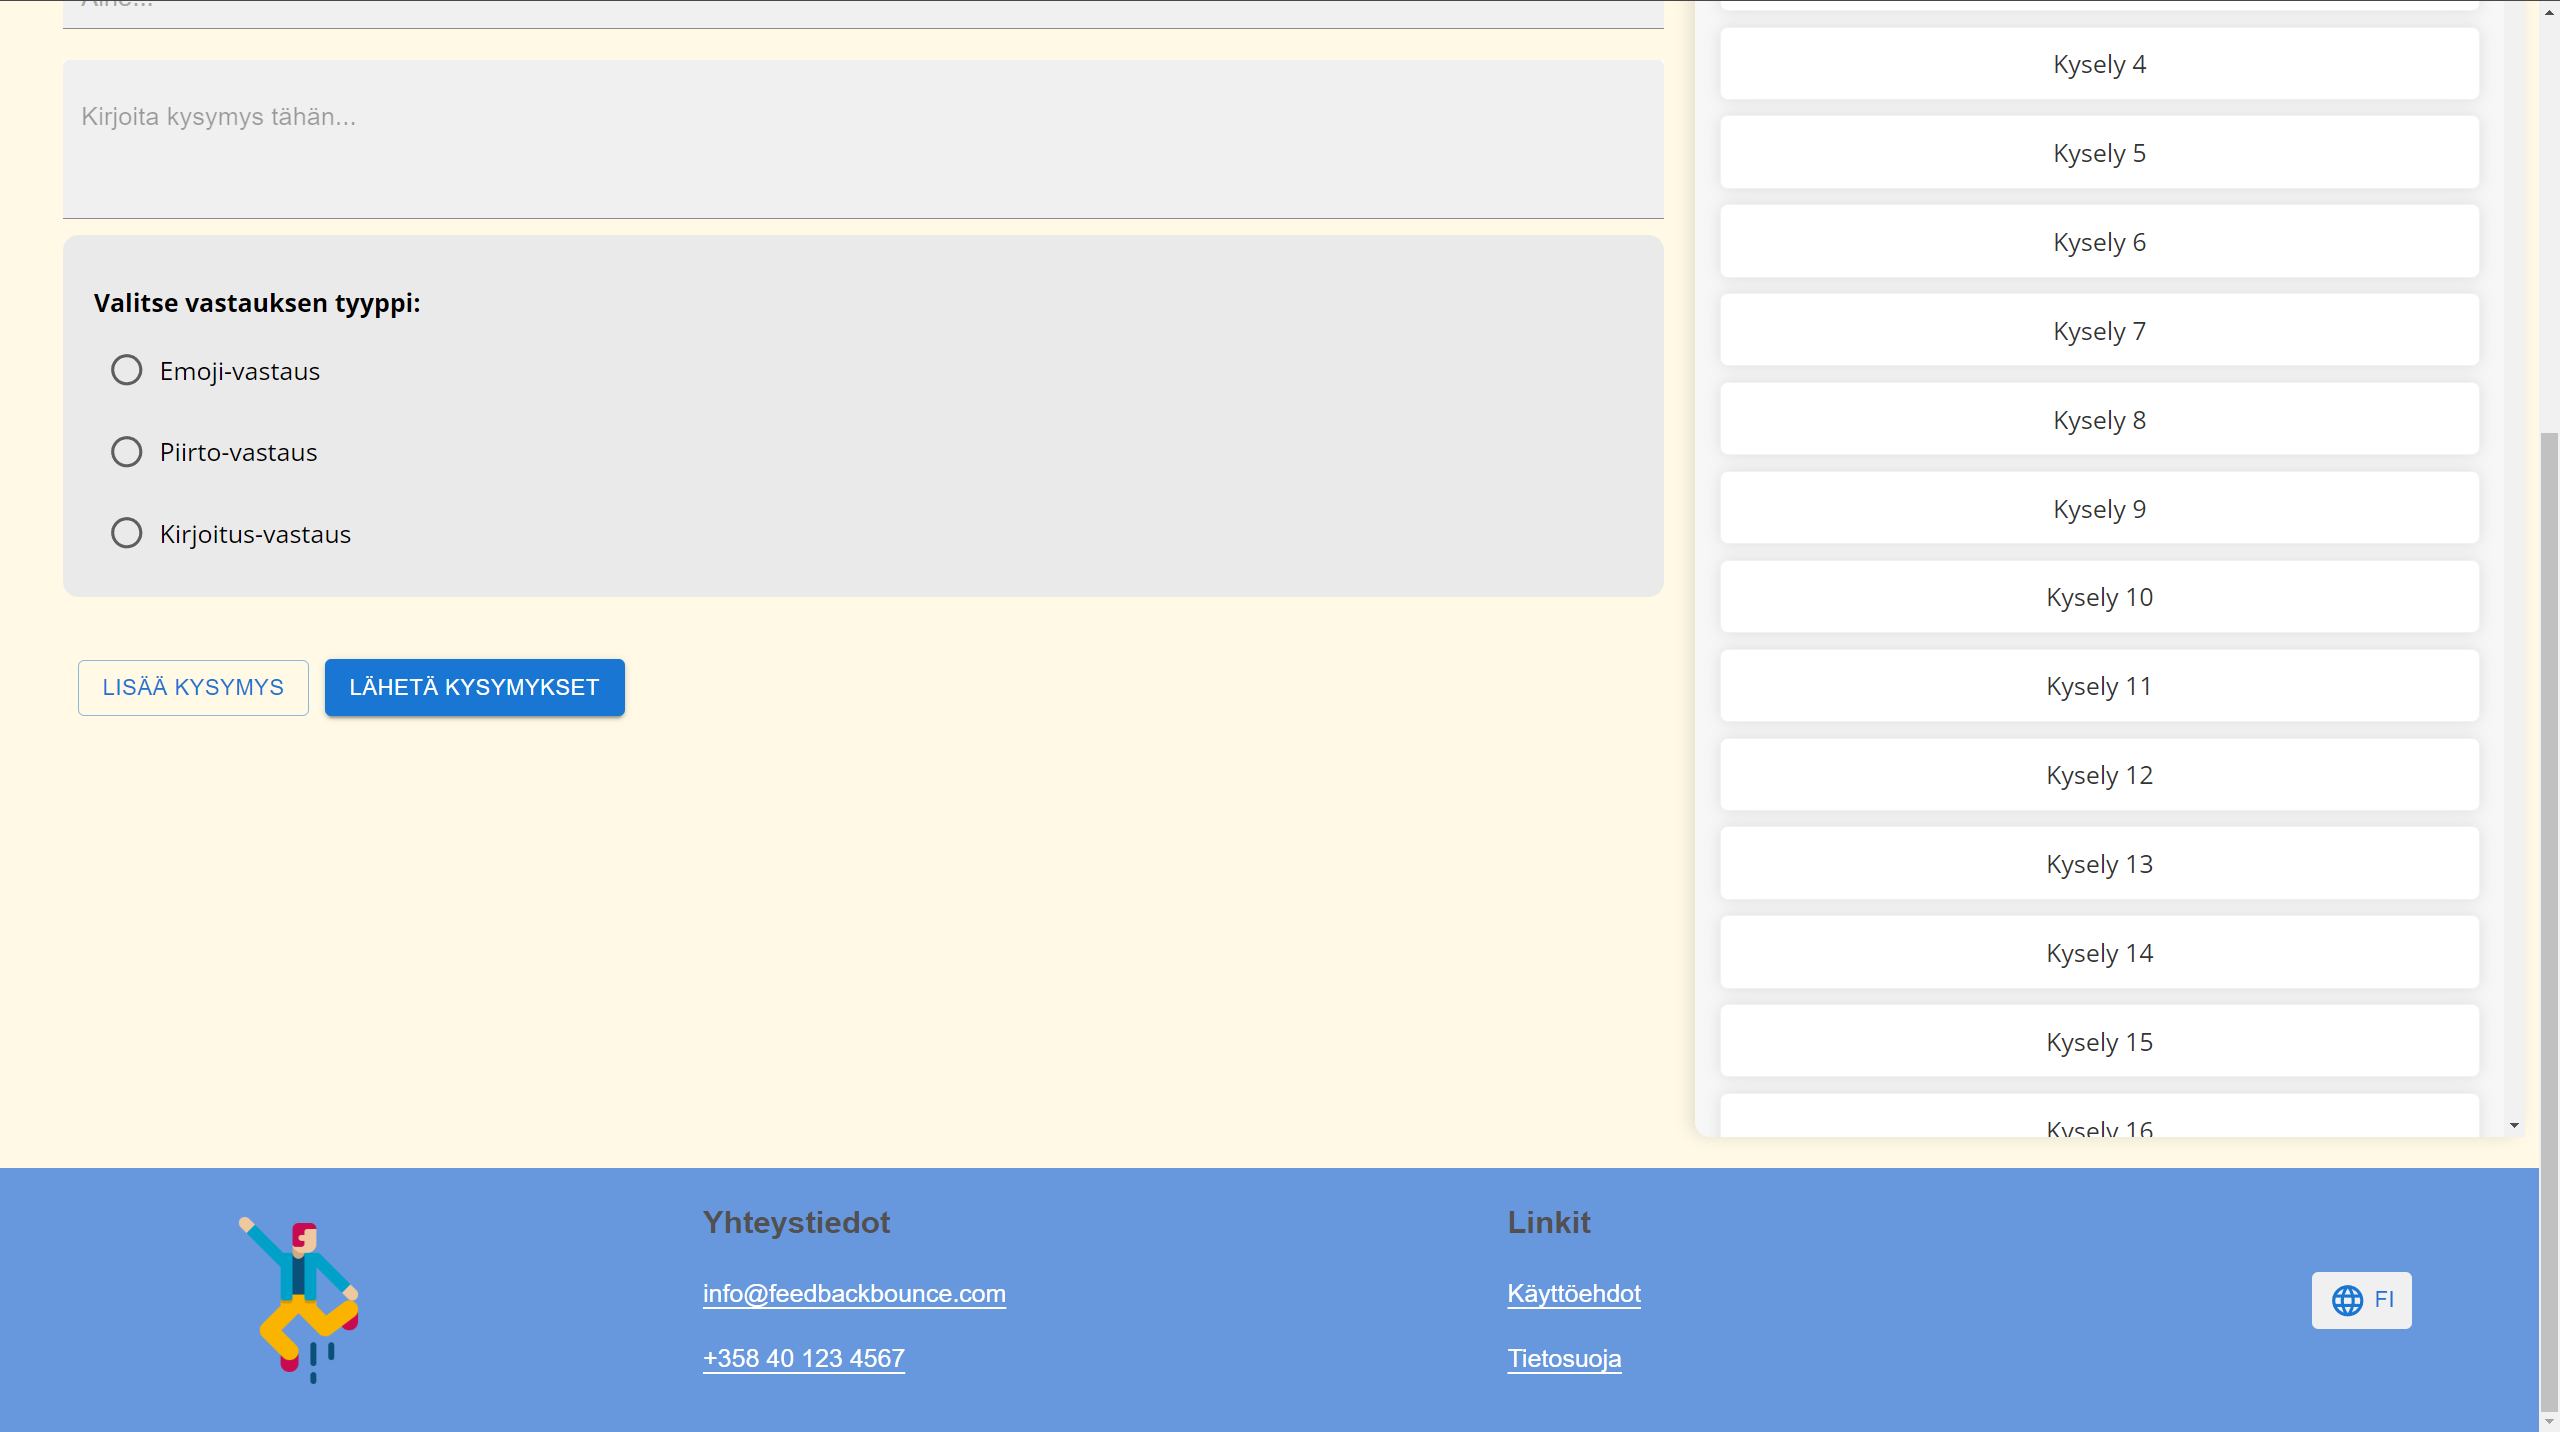 Kirjoita kysymys tähän...
Valitse vastauksen tyyppi:
Emoji-vastaus
Piirto-vastaus
Kirjoitus-vastaus
LISÄÄ KYSYMYS
LÄHETÄ KYSYMYKSET
Kysely 4
Kysely 5
Kysely 6
Kysely 7
Kysely 8
Kysely 9
Kysely 10
Kysely 11
Kysely 12
Kysely 13
Kysely 14
Kysely 15
Kysely 16
Yhteystiedot
info@feedbackbounce.com
+358 40 123 4567
Linkit
Käyttöehdot
Tietosuoja
FI